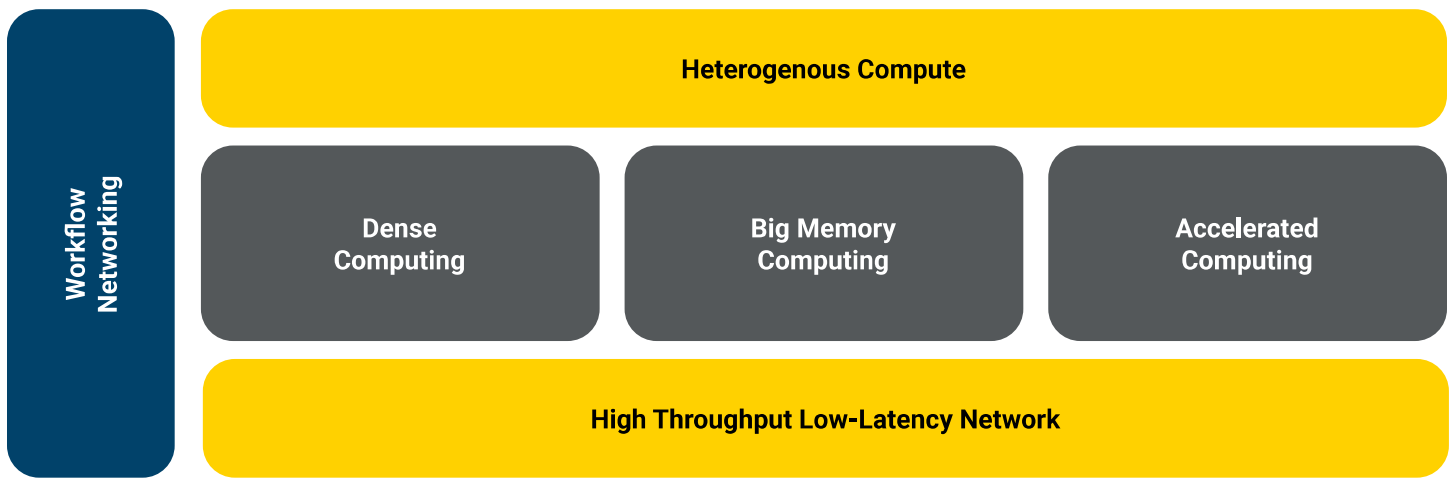 Workflow
Networking
Heterogenous Compute
Dense
Computing
Big Memory
Computing
Accelerated
Computing
High Throughput Low-Latency Network